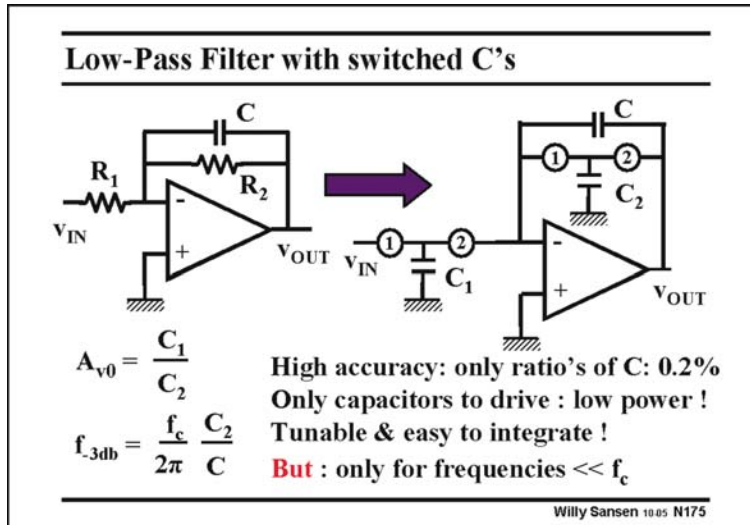 Low-Pass Filter with switched C's
C
R₁
R₂
-
+
vIN
vOUT
C
1
2
C₂
vIN
1
2
C₁
-
+
vOUT
Av0 = C₁ / C₂
f-3db = fc / 2π C₂ / C
High accuracy: only ratio's of C: 0.2%
Only capacitors to drive : low power !
Tunable & easy to integrate !
But : only for frequencies << fc
Willy Sansen 10-05 N175